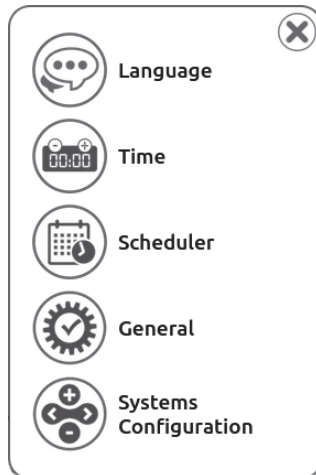 Language
00:00
Time
Scheduler
General
Systems
Configuration